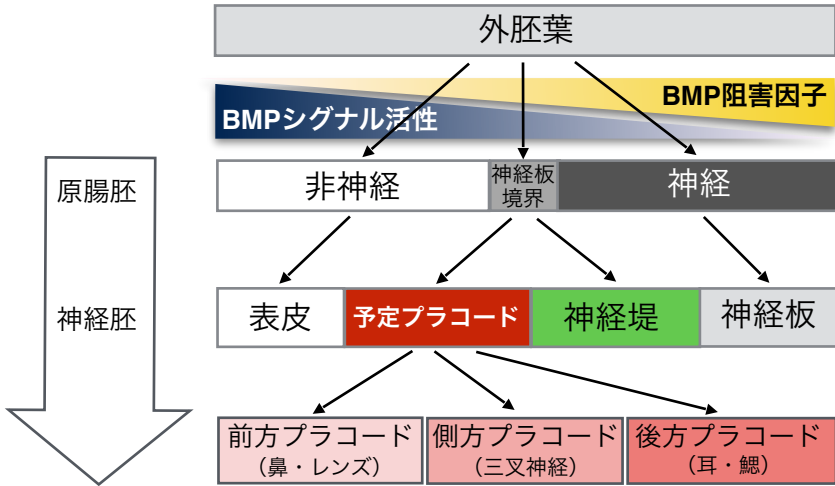 外胚葉
BMP阻害因子
BMPシグナル活性
原腸胚
非神経
神経板
境界
神経
神経胚
表皮
予定プラコード
神経堤
神経板
前方プラコード
（鼻・レンズ）
側方プラコード
（三叉神経）
後方プラコード
（耳・鰓）